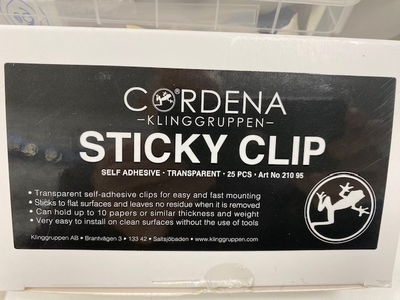 CORDENA®
—KLINGGRUPPEN—
STICKY CLIP
SELF ADHESIVE • TRANSPARENT • 25 PCS • Art No 210 95
• Transparent self-adhesive clips for easy and fast mounting
• Sticks to flat surfaces and leaves no residue when it is removed
• Can hold up to 10 papers or similar thickness and weight
• Very easy to install on clean surfaces without the use of tools
Klinggruppen AB • Brantvägen 3 • 133 42 • Saltsjöbaden • www.klinggruppen.com